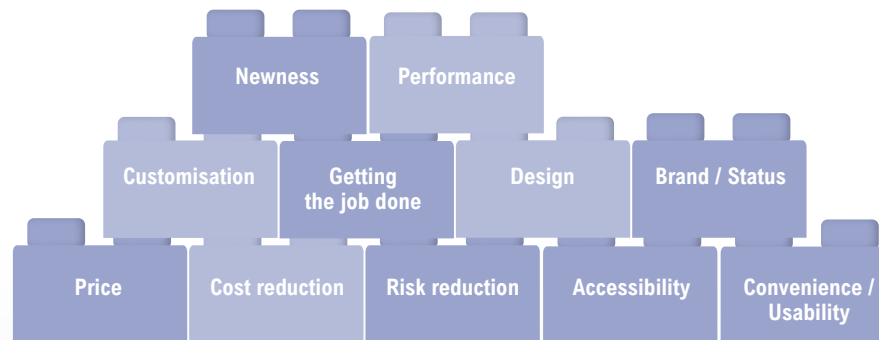 Newness
Performance
Customisation
Getting
the job done
Design
Brand / Status
Price
Cost reduction
Risk reduction
Accessibility
Convenience /
Usability